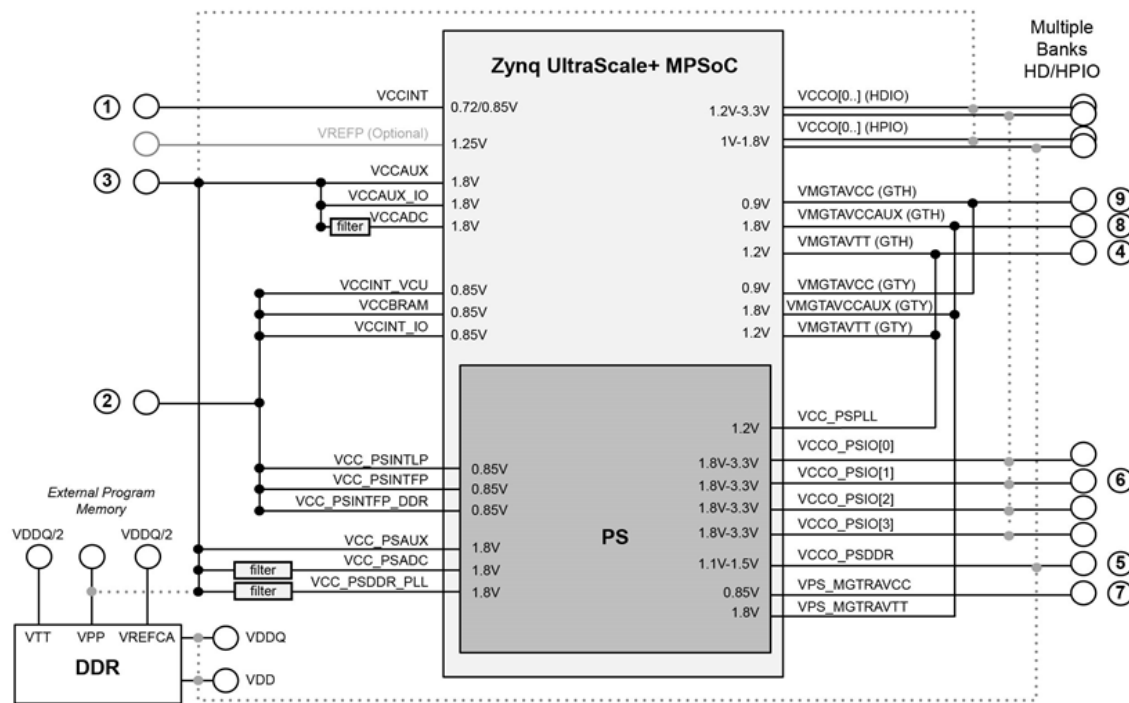 Zynq UltraScale+ MPSoC
Multiple
Banks
HD/HPIO
1
VCCINT
0.72/0.85V
VREFP (Optional)
1.25V
3
VCCAUX
1.8V
VCCAUX_IO
1.8V
filter
VCCADC
1.8V
VCCINT_VCU
0.85V
VCCBRAM
0.85V
VCCINT_IO
0.85V
2
VCC_PSINTLP
0.85V
VCC_PSINTFP
0.85V
VCC_PSINTFP_DDR
0.85V
VCC_PSAUX
1.8V
filter
VCC_PSADC
1.8V
filter
VCC_PSDDR_PLL
1.8V
External Program
Memory
VDDQ/2
VDDQ/2
VTT
VPP
VREFCA
DDR
VDDQ
VDD
PS
1.2V-3.3V
VCCO[0..] (HDIO)
1V-1.8V
VCCO[0..] (HPIO)
0.9V
VMGTAVCC (GTH)
9
1.8V
VMGTAVCCAUX (GTH)
8
1.2V
VMGTAVTT (GTH)
4
0.9V
VMGTAVCC (GTY)
1.8V
VMGTAVCCAUX (GTY)
1.2V
VMGTAVTT (GTY)
1.2V
VCC_PSPLL
1.8V-3.3V
VCCO_PSIO[0]
1.8V-3.3V
VCCO_PSIO[1]
6
1.8V-3.3V
VCCO_PSIO[2]
1.8V-3.3V
VCCO_PSIO[3]
1.1V-1.5V
VCCO_PSDDR
5
0.85V
VPS_MGTRAVCC
7
1.8V
VPS_MGTRAVTT